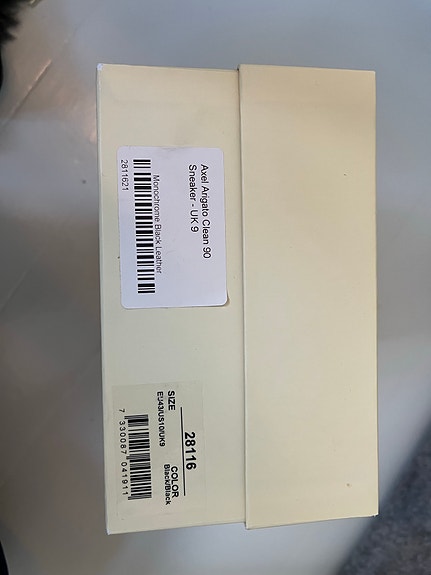 Axel Arigato Clean 90
Sneaker - UK 9
Monochrome Black Leather
2811621
28116
SIZE
COLOR
EU43/US10/UK9
Black/Black
7 330087 041911